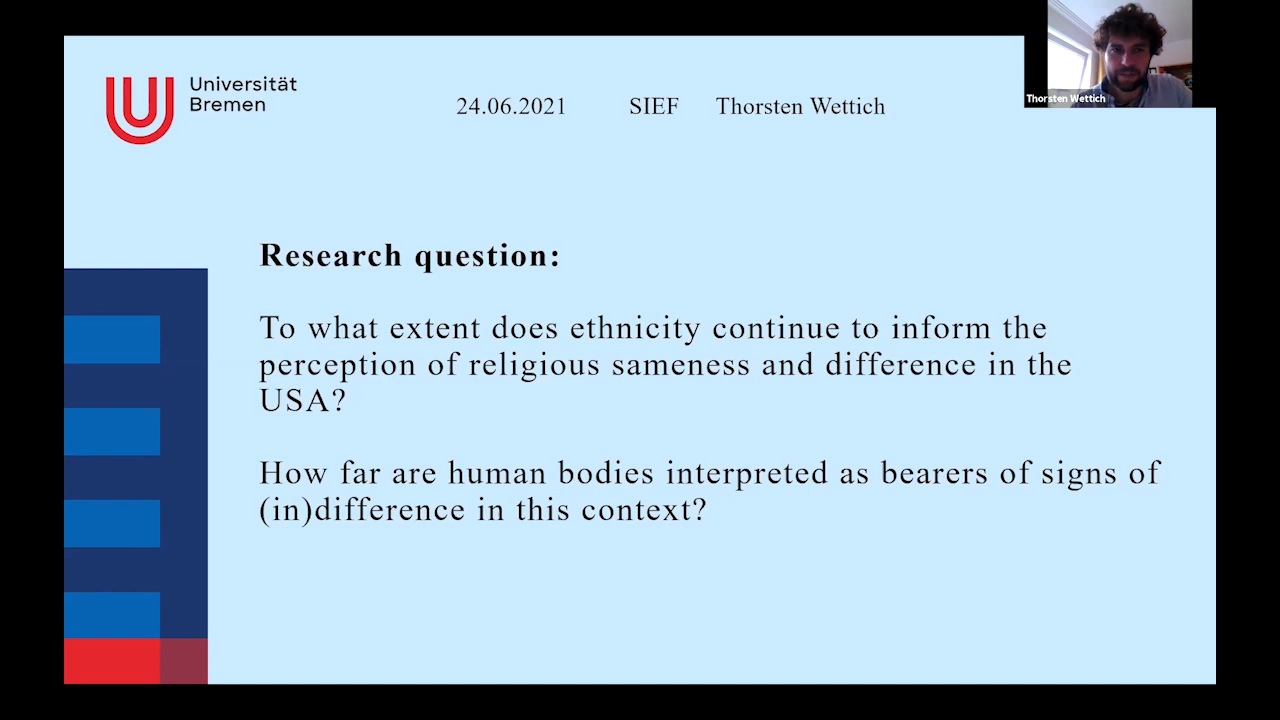 Universität
Bremen
24.06.2021 SIEF Thorsten Wettich
Thorsten Wettich
Research question:
To what extent does ethnicity continue to inform the
perception of religious sameness and difference in the
USA?
How far are human bodies interpreted as bearers of signs of
(in)difference in this context?